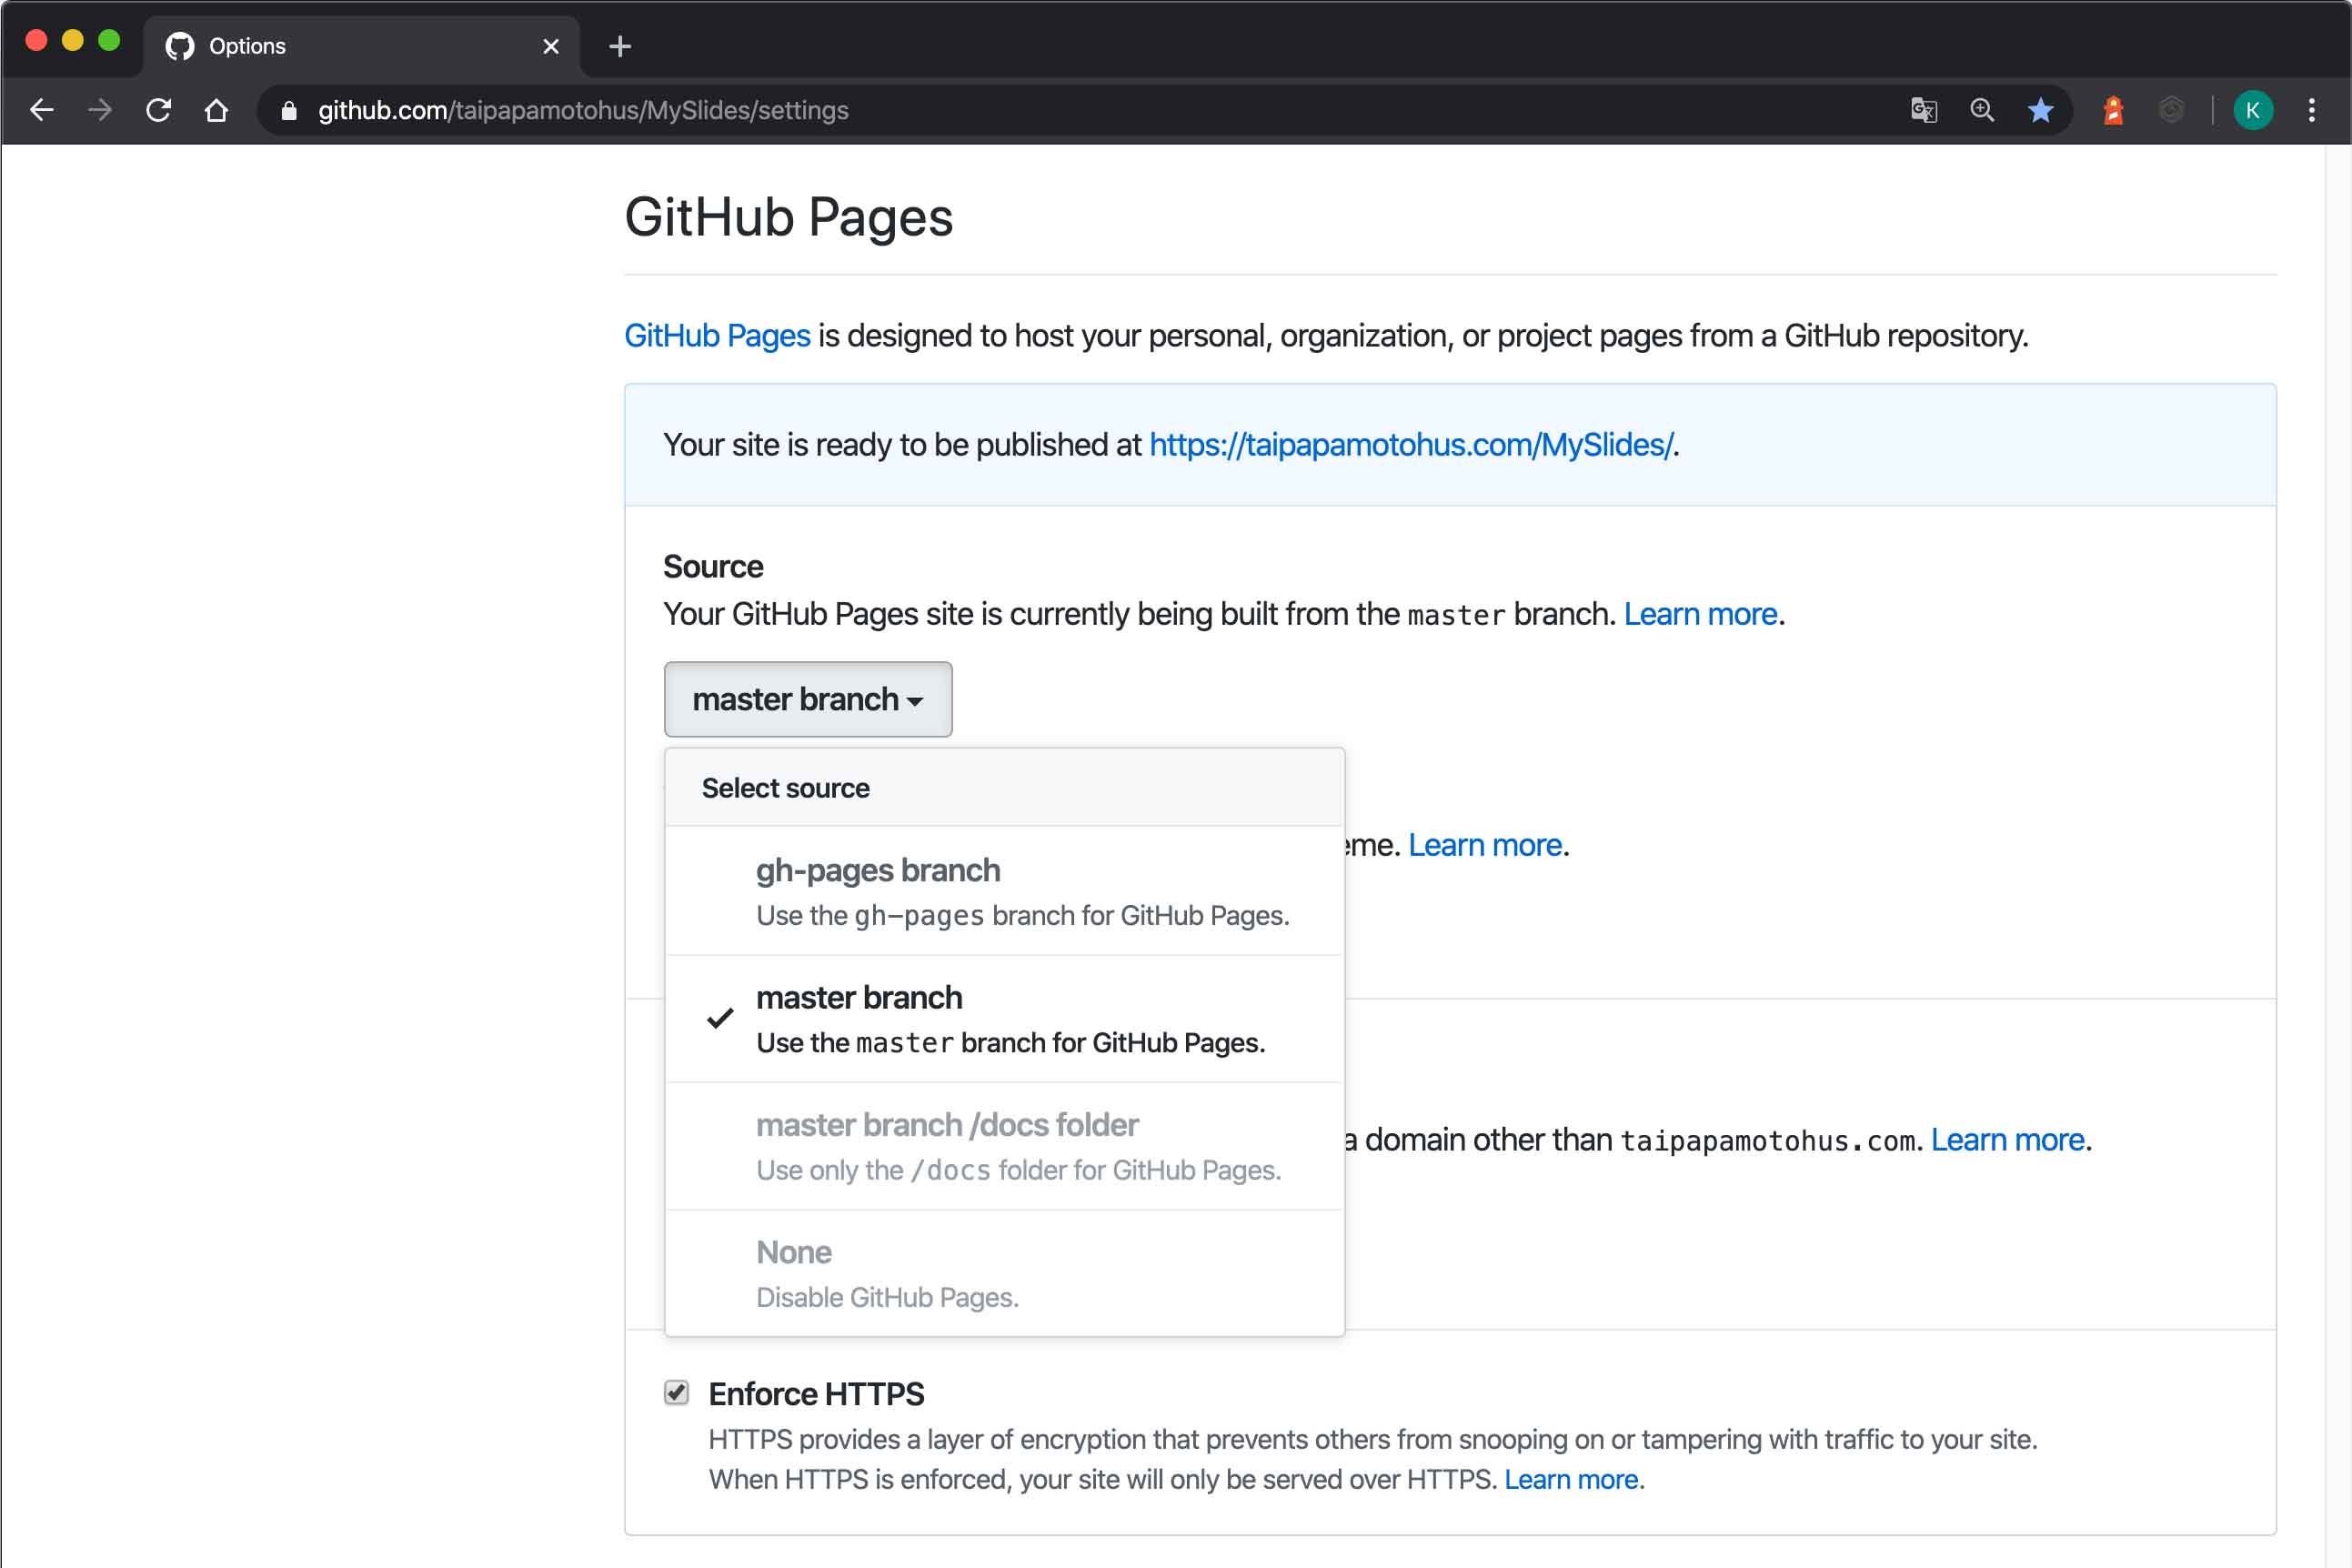 Options
github.com/taipapamotohus/MySlides/settings
K
GitHub Pages
GitHub Pages is designed to host your personal, organization, or project pages from a GitHub repository.
Your site is ready to be published at https://taipapamotohus.com/MySlides/.
Source
Your GitHub Pages site is currently being built from the master branch. Learn more.
master branch
Select source
gh-pages branch
Use the gh-pages branch for GitHub Pages.
master branch
Use the master branch for GitHub Pages.
master branch /docs folder
Use only the /docs folder for GitHub Pages.
None
Disable GitHub Pages.
eme. Learn more.
a domain other than taipapamotohus.com. Learn more.
Enforce HTTPS
HTTPS provides a layer of encryption that prevents others from snooping on or tampering with traffic to your site.
When HTTPS is enforced, your site will only be served over HTTPS. Learn more.